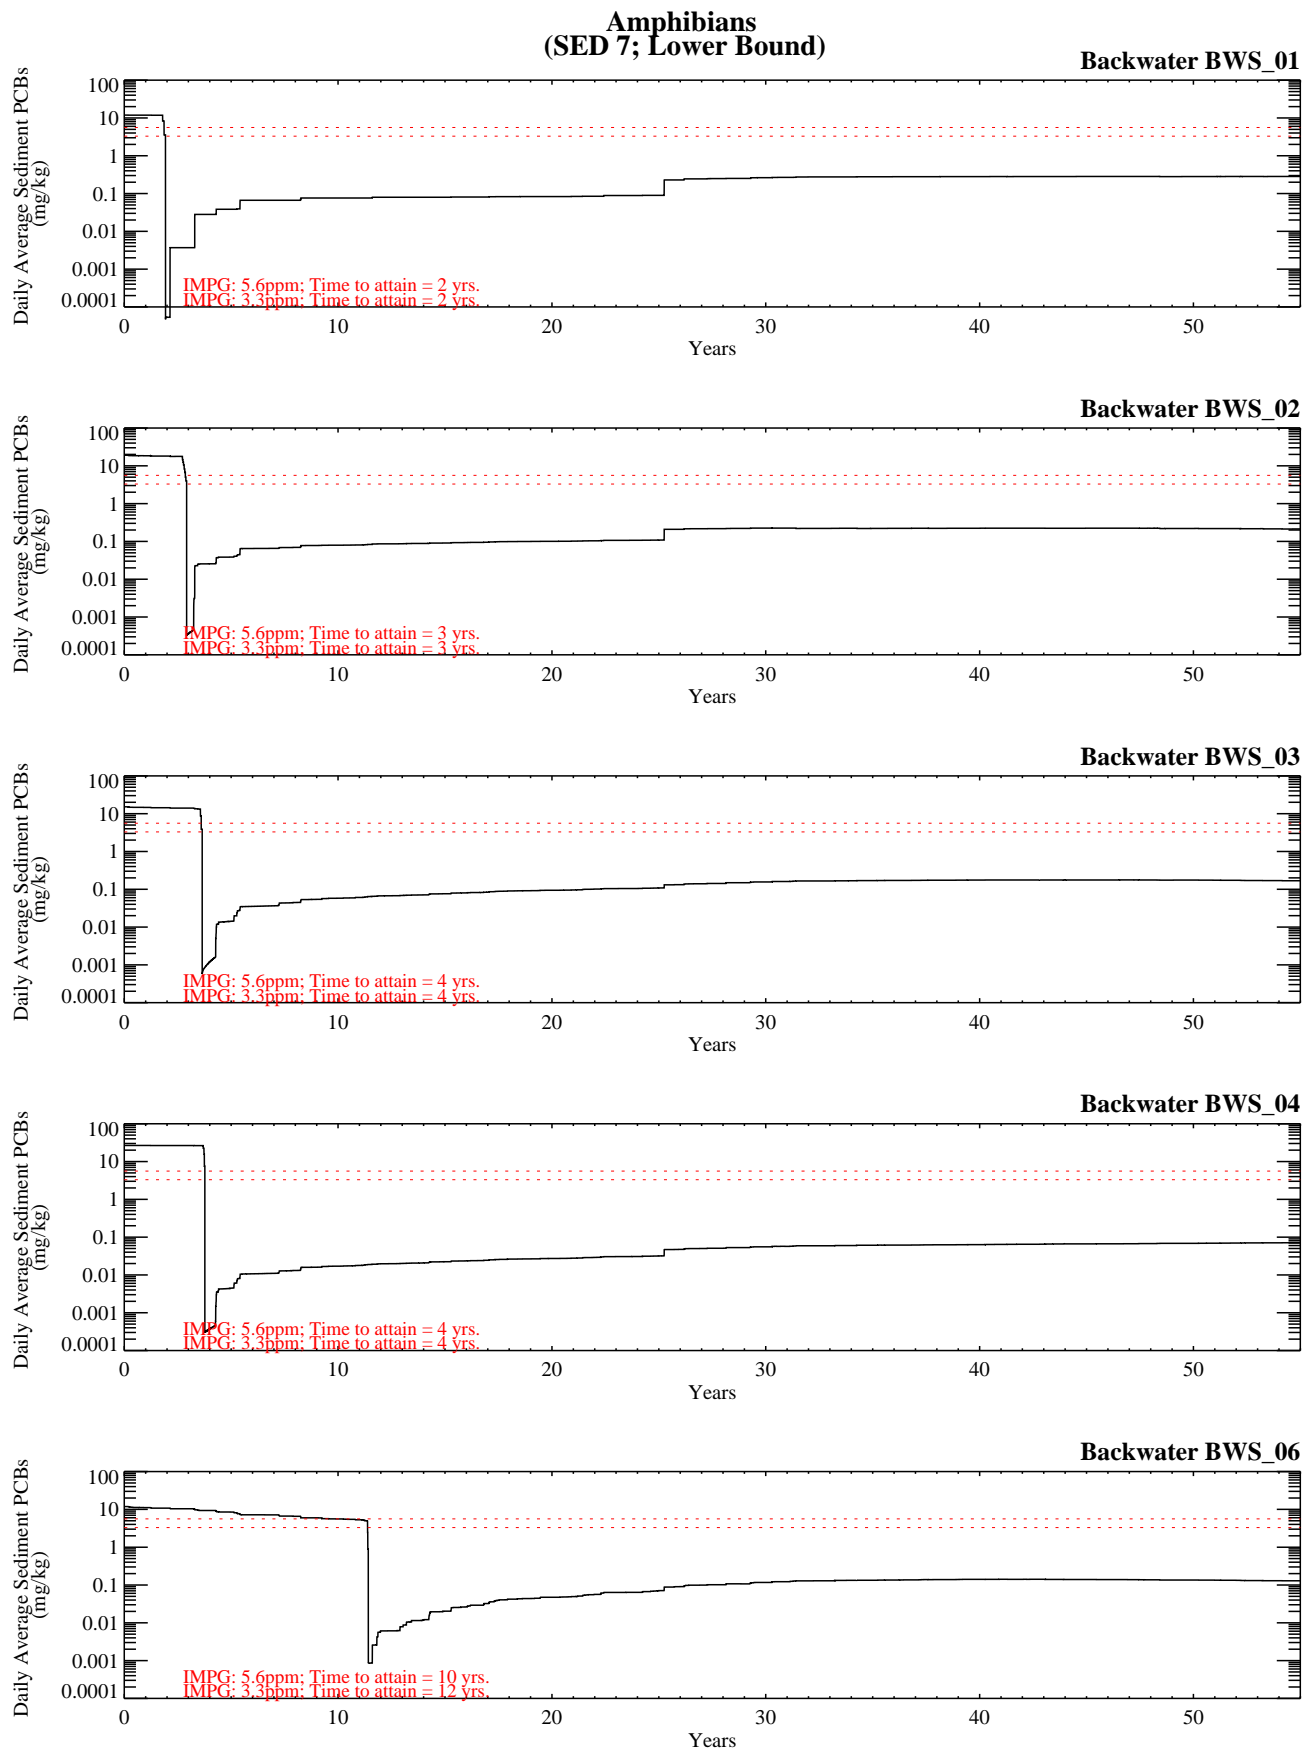 Amphibians
(SED 7; Lower Bound)
Backwater BWS_01
Daily Average Sediment PCBs
(mg/kg)
100
10
1
0.1
0.01
0.001
0.0001
IMPG: 5.6ppm; Time to attain = 2 yrs.
IMPG: 3.3ppm; Time to attain = 2 yrs.
0 10 20 30 40 50
Years
Backwater BWS_02
Daily Average Sediment PCBs
(mg/kg)
100
10
1
0.1
0.01
0.001
0.0001
IMPG: 5.6ppm; Time to attain = 3 yrs.
IMPG: 3.3ppm; Time to attain = 3 yrs.
0 10 20 30 40 50
Years
Backwater BWS_03
Daily Average Sediment PCBs
(mg/kg)
100
10
1
0.1
0.01
0.001
0.0001
IMPG: 5.6ppm; Time to attain = 4 yrs.
IMPG: 3.3ppm; Time to attain = 4 yrs.
0 10 20 30 40 50
Years
Backwater BWS_04
Daily Average Sediment PCBs
(mg/kg)
100
10
1
0.1
0.01
0.001
0.0001
IMPG: 5.6ppm; Time to attain = 4 yrs.
IMPG: 3.3ppm; Time to attain = 4 yrs.
0 10 20 30 40 50
Years
Backwater BWS_06
Daily Average Sediment PCBs
(mg/kg)
100
10
1
0.1
0.01
0.001
0.0001
IMPG: 5.6ppm; Time to attain = 10 yrs.
IMPG: 3.3ppm; Time to attain = 12 yrs.
0 10 20 30 40 50
Years